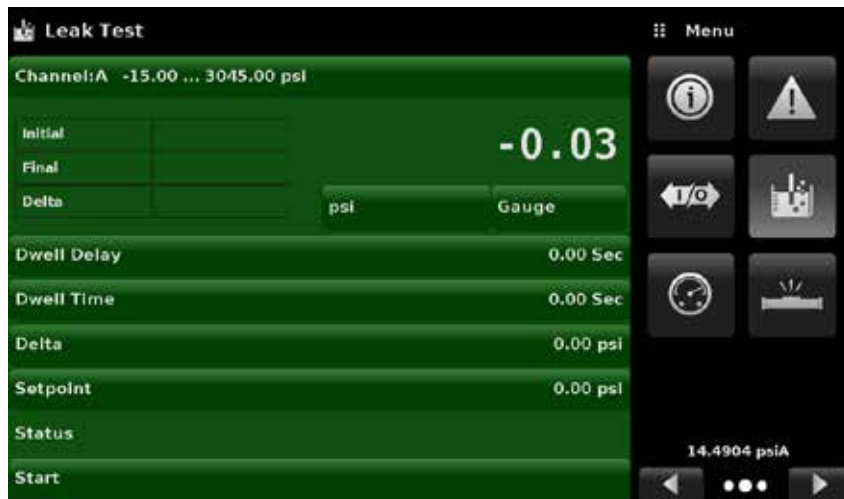 Leak Test
Menu
Channel:A -15.00 ... 3045.00 psi
Initial
-0.03
Final
Delta
psi
Gauge
I/O
Dwell Delay 0.00 Sec
Dwell Time 0.00 Sec
Delta 0.00 psi
Setpoint 0.00 psi
Status
14.4904 psiA
Start